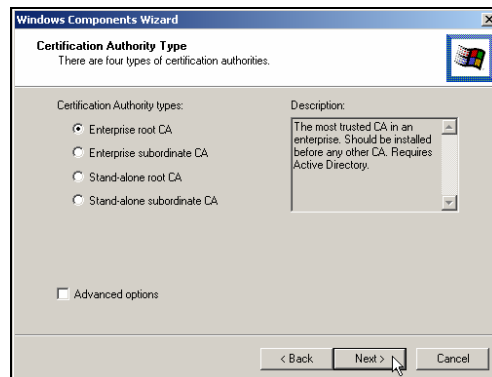 Windows Components Wizard
Certification Authority Type
There are four types of certification authorities.
Certification Authority types:
Enterprise root CA
Enterprise subordinate CA
Stand-alone root CA
Stand-alone subordinate CA
Description:
The most trusted CA in an
enterprise. Should be installed
before any other CA. Requires
Active Directory.
Advanced options
< Back
Next >
Cancel